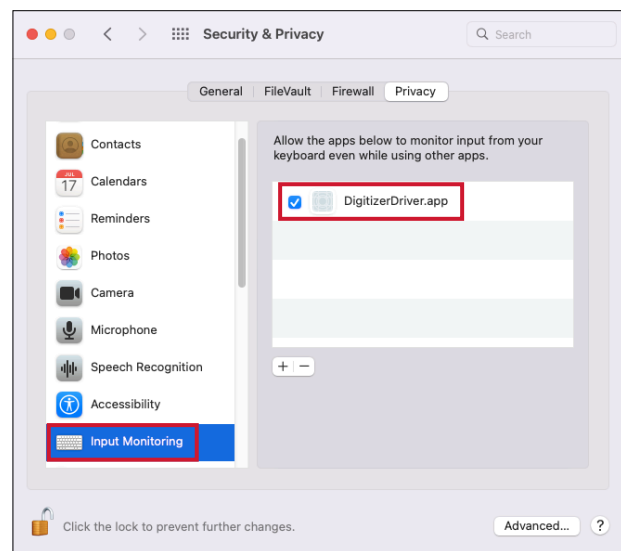 Security & Privacy
Search
General
FileVault
Firewall
Privacy
Contacts
JUL
17
Calendars
Reminders
Photos
Camera
Microphone
Speech Recognition
Accessibility
Input Monitoring
Allow the apps below to monitor input from your
keyboard even while using other apps.
DigitizerDriver.app
+
−
Click the lock to prevent further changes.
Advanced...
?